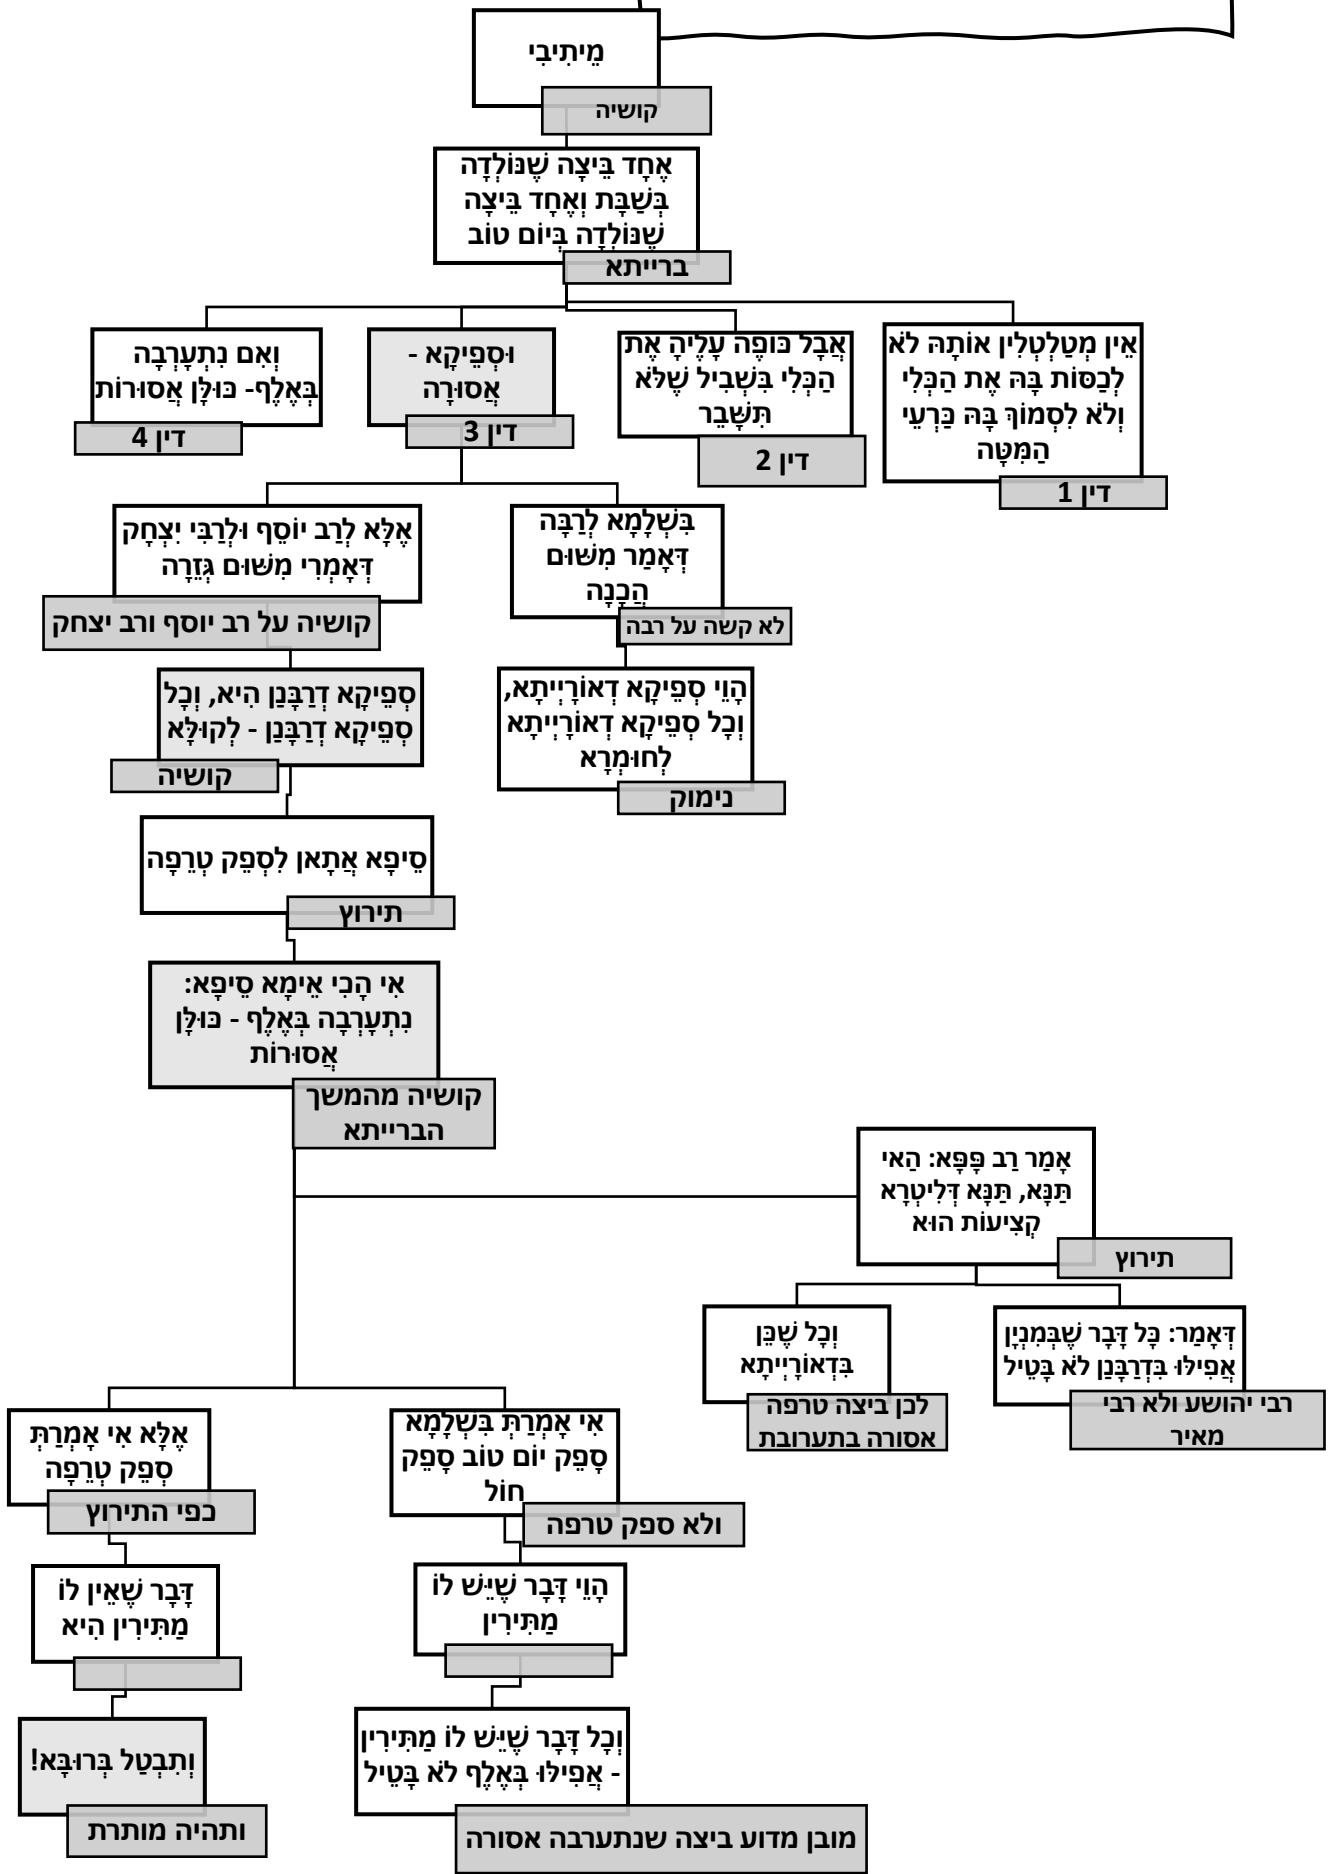 מֵיתִיבִי
קושיה
אֶחָד בֵּיצָה שֶׁנּוֹלְדָה
בְּשַׁבָּת וְאֶחָד בֵּיצָה
שֶׁנּוֹלְדָה בְּיוֹם טוֹב
ברייתא
אֵין מְטַלְטְלִין אוֹתָהּ לֹא
לְכַסּוֹת בָּהּ אֶת הַכְּלִי
וְלֹא לִסְמוֹךְ בָּהּ כַּרְעֵי
הַמִּטָּה
דין 1
אֲבָל כּוֹפֶה עָלֶיהָ אֶת
הַכְּלִי בִּשְׁבִיל שֶׁלֹּא
תִּשָּׁבֵר
דין 2
וּסְפֵיקָא -
אֲסוּרָה
דין 3
וְאִם נִתְעָרְבָה
בְּאֶלֶף- כּוּלָּן אֲסוּרוֹת
דין 4
בִּשְׁלָמָא לְרַבָּה
דְּאָמַר מִשּׁוּם
הֲכָנָה
לא קשה על רבה
הָוֵי סְפֵיקָא דְאוֹרָיְיתָא,
וְכָל סְפֵיקָא דְאוֹרָיְיתָא
לְחוּמְרָא
נימוק
אֶלָּא לְרַב יוֹסֵף וּלְרַבִּי יִצְחָק
דְּאָמְרִי מִשּׁוּם גְּזֵרָה
קושיה על רב יוסף ורב יצחק
סְפֵיקָא דְרַבָּנַן הִיא, וְכָל
סְפֵיקָא דְרַבָּנַן - לְקוּלָּא
קושיה
סֵיפָא אֲתָאן לִסְפֵק טְרֵפָה
תירוץ
אִי הָכִי אֵימָא סֵיפָא:
נִתְעָרְבָה בְּאֶלֶף - כּוּלָּן
אֲסוּרוֹת
קושיה מהמשך
הברייתא
אָמַר רַב פָּפָּא: הַאי
תַּנָּא, תַּנָּא דְּלִיטְרָא
קְצִיעוֹת הוּא
תירוץ
דְּאָמַר: כָּל דָּבָר שֶׁבְּמִנְיָן
אֲפִילּוּ בִּדְרַבָּנַן לֹא בָּטֵיל
רבי יהושע ולא רבי
מאיר
וְכָל שֶׁכֵּן
בִּדְאוֹרָיְיתָא
לכן ביצה טרפה
אסורה בתערובת
אִי אָמְרַתְּ בִּשְׁלָמָא
סָפֵק יוֹם טוֹב סָפֵק
חוֹל
ולא ספק טרפה
הָוֵי דָּבָר שֶׁיֵּשׁ לוֹ
מַתִּירִין
וְכָל דָּבָר שֶׁיֵּשׁ לוֹ מַתִּירִין
- אֲפִילּוּ בְּאֶלֶף לֹא בָּטֵיל
מובן מדוע ביצה שנתערבה אסורה
אֶלָּא אִי אָמְרַתְּ
סְפֵק טְרֵפָה
כפי התירוץ
דָּבָר שֶׁאֵין לוֹ
מַתִּירִין הִיא
וְתִבְטַל בְּרוּבָּא!
ותהיה מותרת